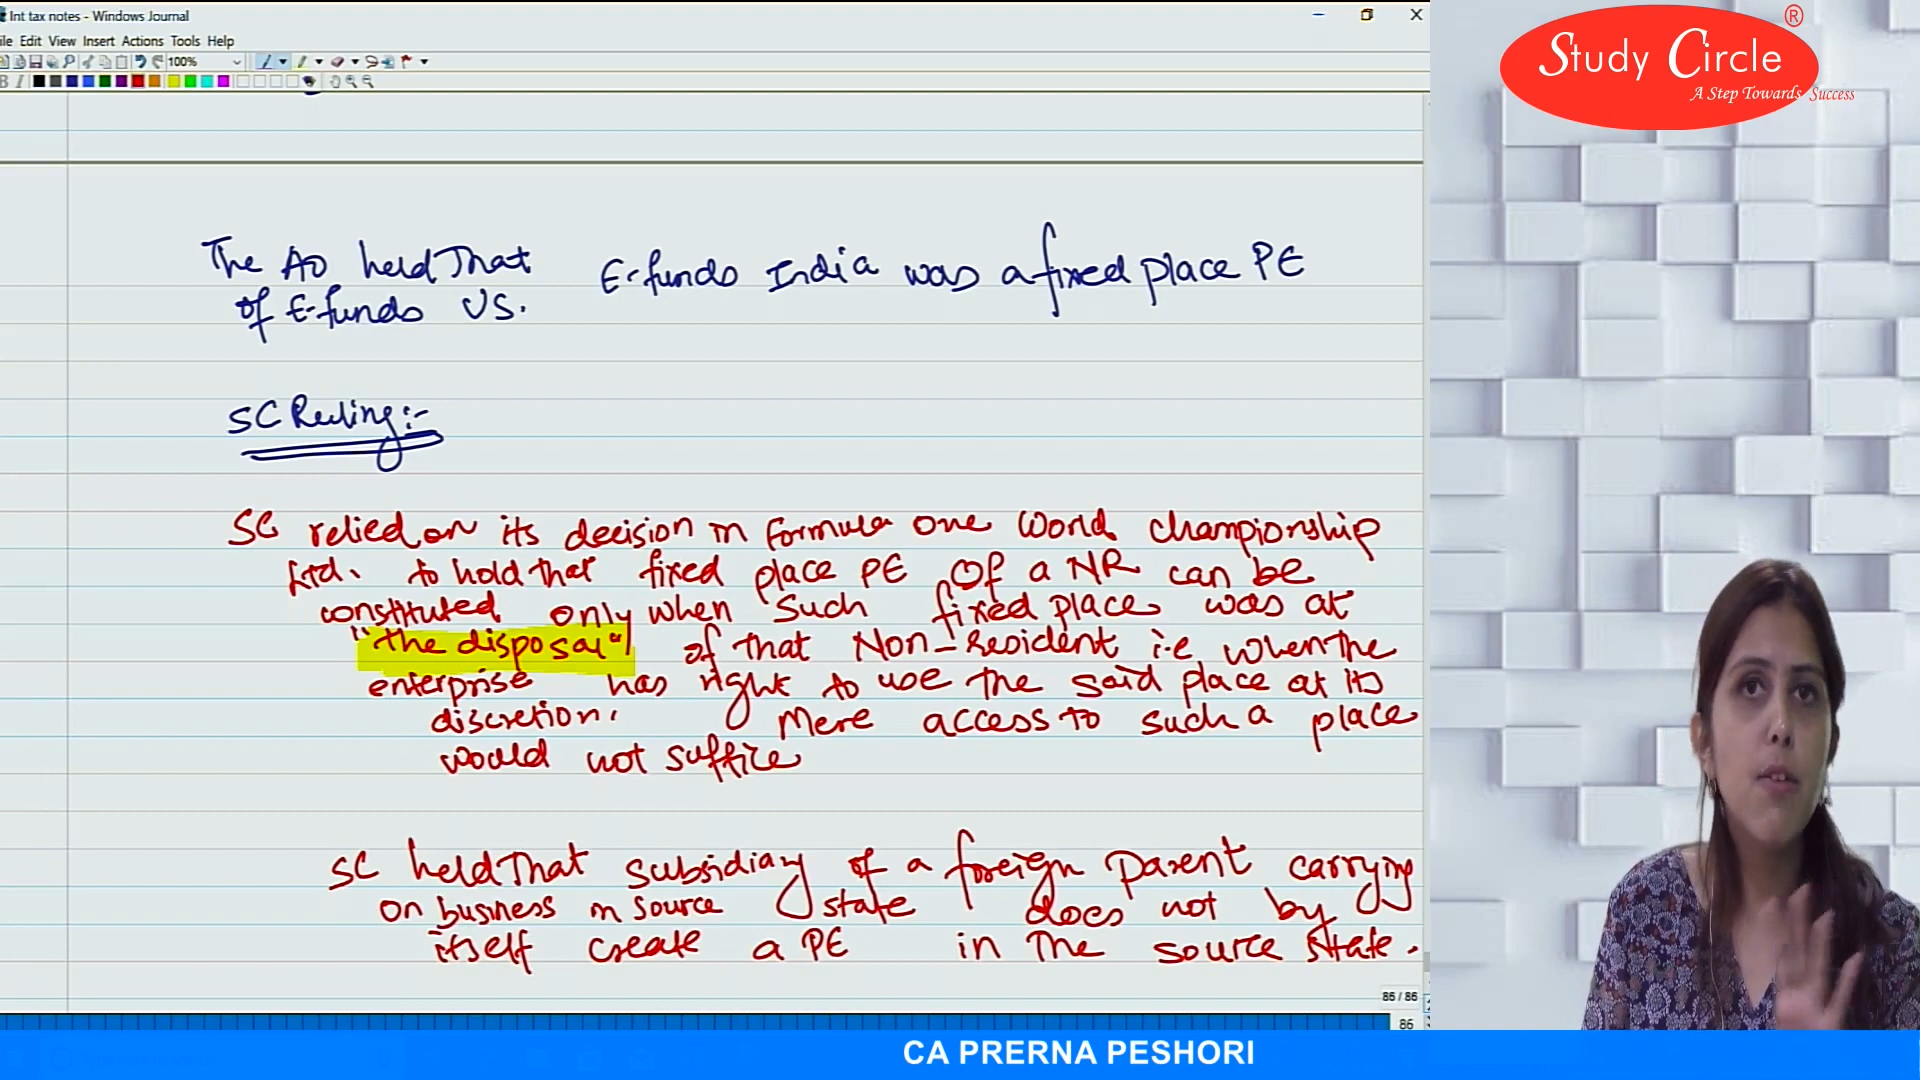 Int tax notes - Windows Journal
ile Edit View Insert Actions Tools Help
100%
B I
Study Circle ®
A Step Towards Success
The AO held That E-funds India was a fixed place PE
of E-funds US.
SC Ruling:-
SC relied on its decision in Formula One World Championship
Ltd. to hold that fixed place PE Of a NR can be
constituted only when such fixed place was at
"the disposal" of that Non-Resident i.e when the
enterprise has right to use the said place at its
discretion. Mere access to such a place
would not suffice
SC held That subsidiary of a foreign Parent carrying
on business in source state does not by
itself create a PE in the source state.
86 / 86
86
CA PRERNA PESHORI